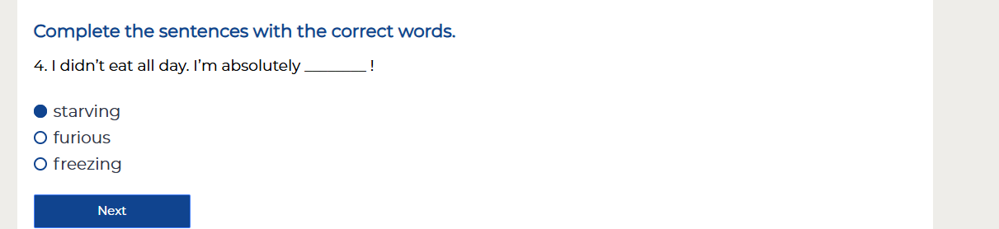 Complete the sentences with the correct words.
4. I didn’t eat all day. I’m absolutely ________ !
starving
furious
freezing
Next